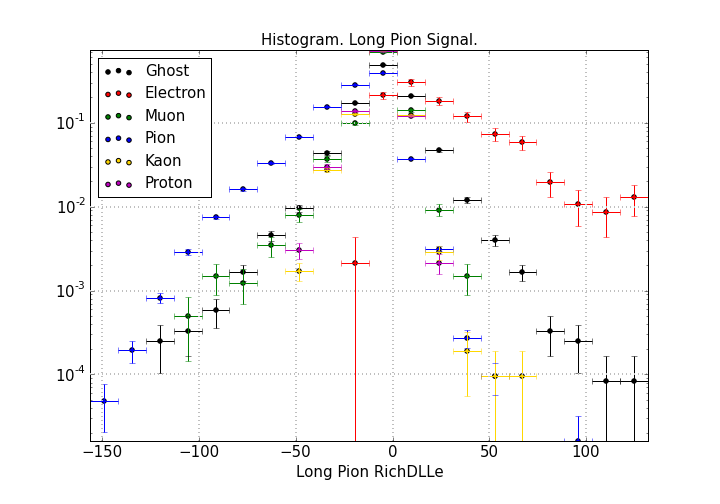 Histogram. Long Pion Signal.
Ghost
Electron
Muon
Pion
Kaon
Proton
10⁻¹
10⁻²
10⁻³
10⁻⁴
−150 −100 −50 0 50 100
Long Pion RichDLLe